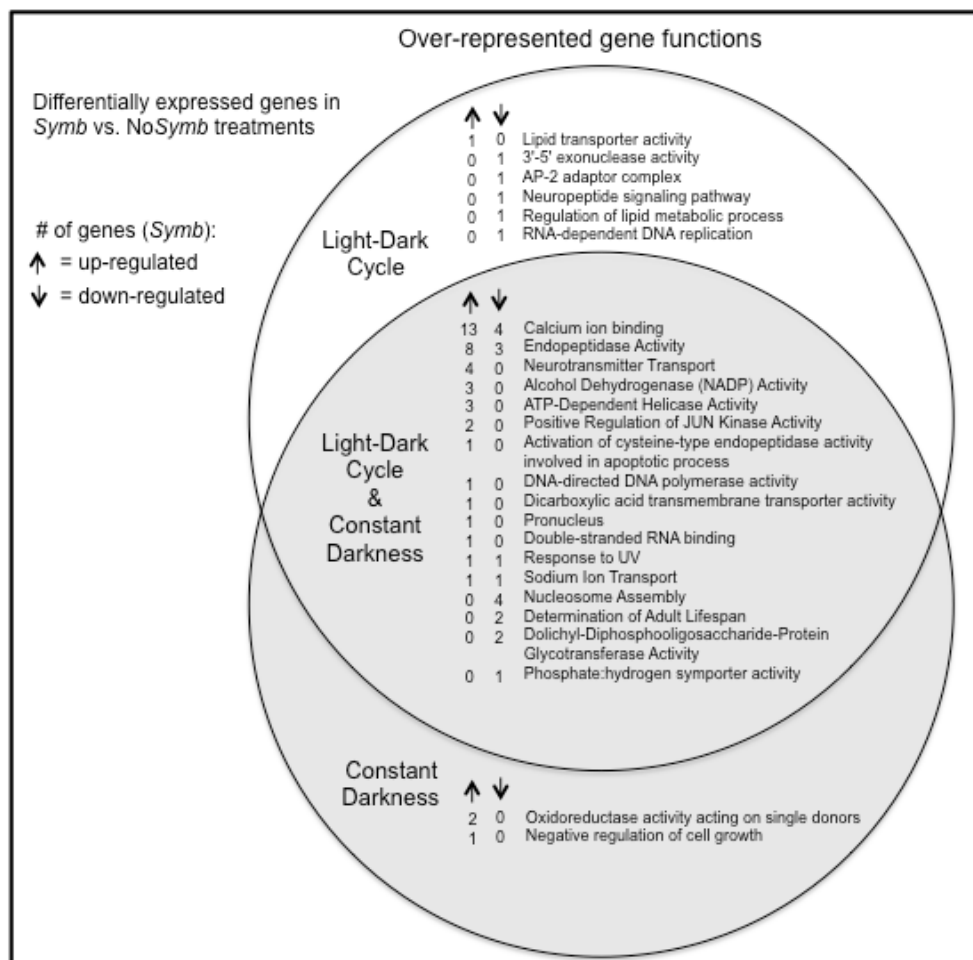 Over-represented gene functions
Differentially expressed genes in
Symb vs. NoSymb treatments
# of genes (Symb):
↑ = up-regulated
↓ = down-regulated
Light-Dark
Cycle
↑ ↓
1 0 Lipid transporter activity
0 1 3'-5' exonuclease activity
0 1 AP-2 adaptor complex
0 1 Neuropeptide signaling pathway
0 1 Regulation of lipid metabolic process
0 1 RNA-dependent DNA replication
Light-Dark
Cycle
&
Constant
Darkness
↑ ↓
13 4 Calcium ion binding
8 3 Endopeptidase Activity
4 0 Neurotransmitter Transport
3 0 Alcohol Dehydrogenase (NADP) Activity
3 0 ATP-Dependent Helicase Activity
2 0 Positive Regulation of JUN Kinase Activity
1 0 Activation of cysteine-type endopeptidase activity
involved in apoptotic process
1 0 DNA-directed DNA polymerase activity
1 0 Dicarboxylic acid transmembrane transporter activity
1 0 Pronucleus
1 0 Double-stranded RNA binding
1 1 Response to UV
1 1 Sodium Ion Transport
0 4 Nucleosome Assembly
0 2 Determination of Adult Lifespan
0 2 Dolichyl-Diphosphooligosaccharide-Protein
Glycotransferase Activity
0 1 Phosphate:hydrogen symporter activity
Constant
Darkness
↑ ↓
2 0 Oxidoreductase activity acting on single donors
1 0 Negative regulation of cell growth